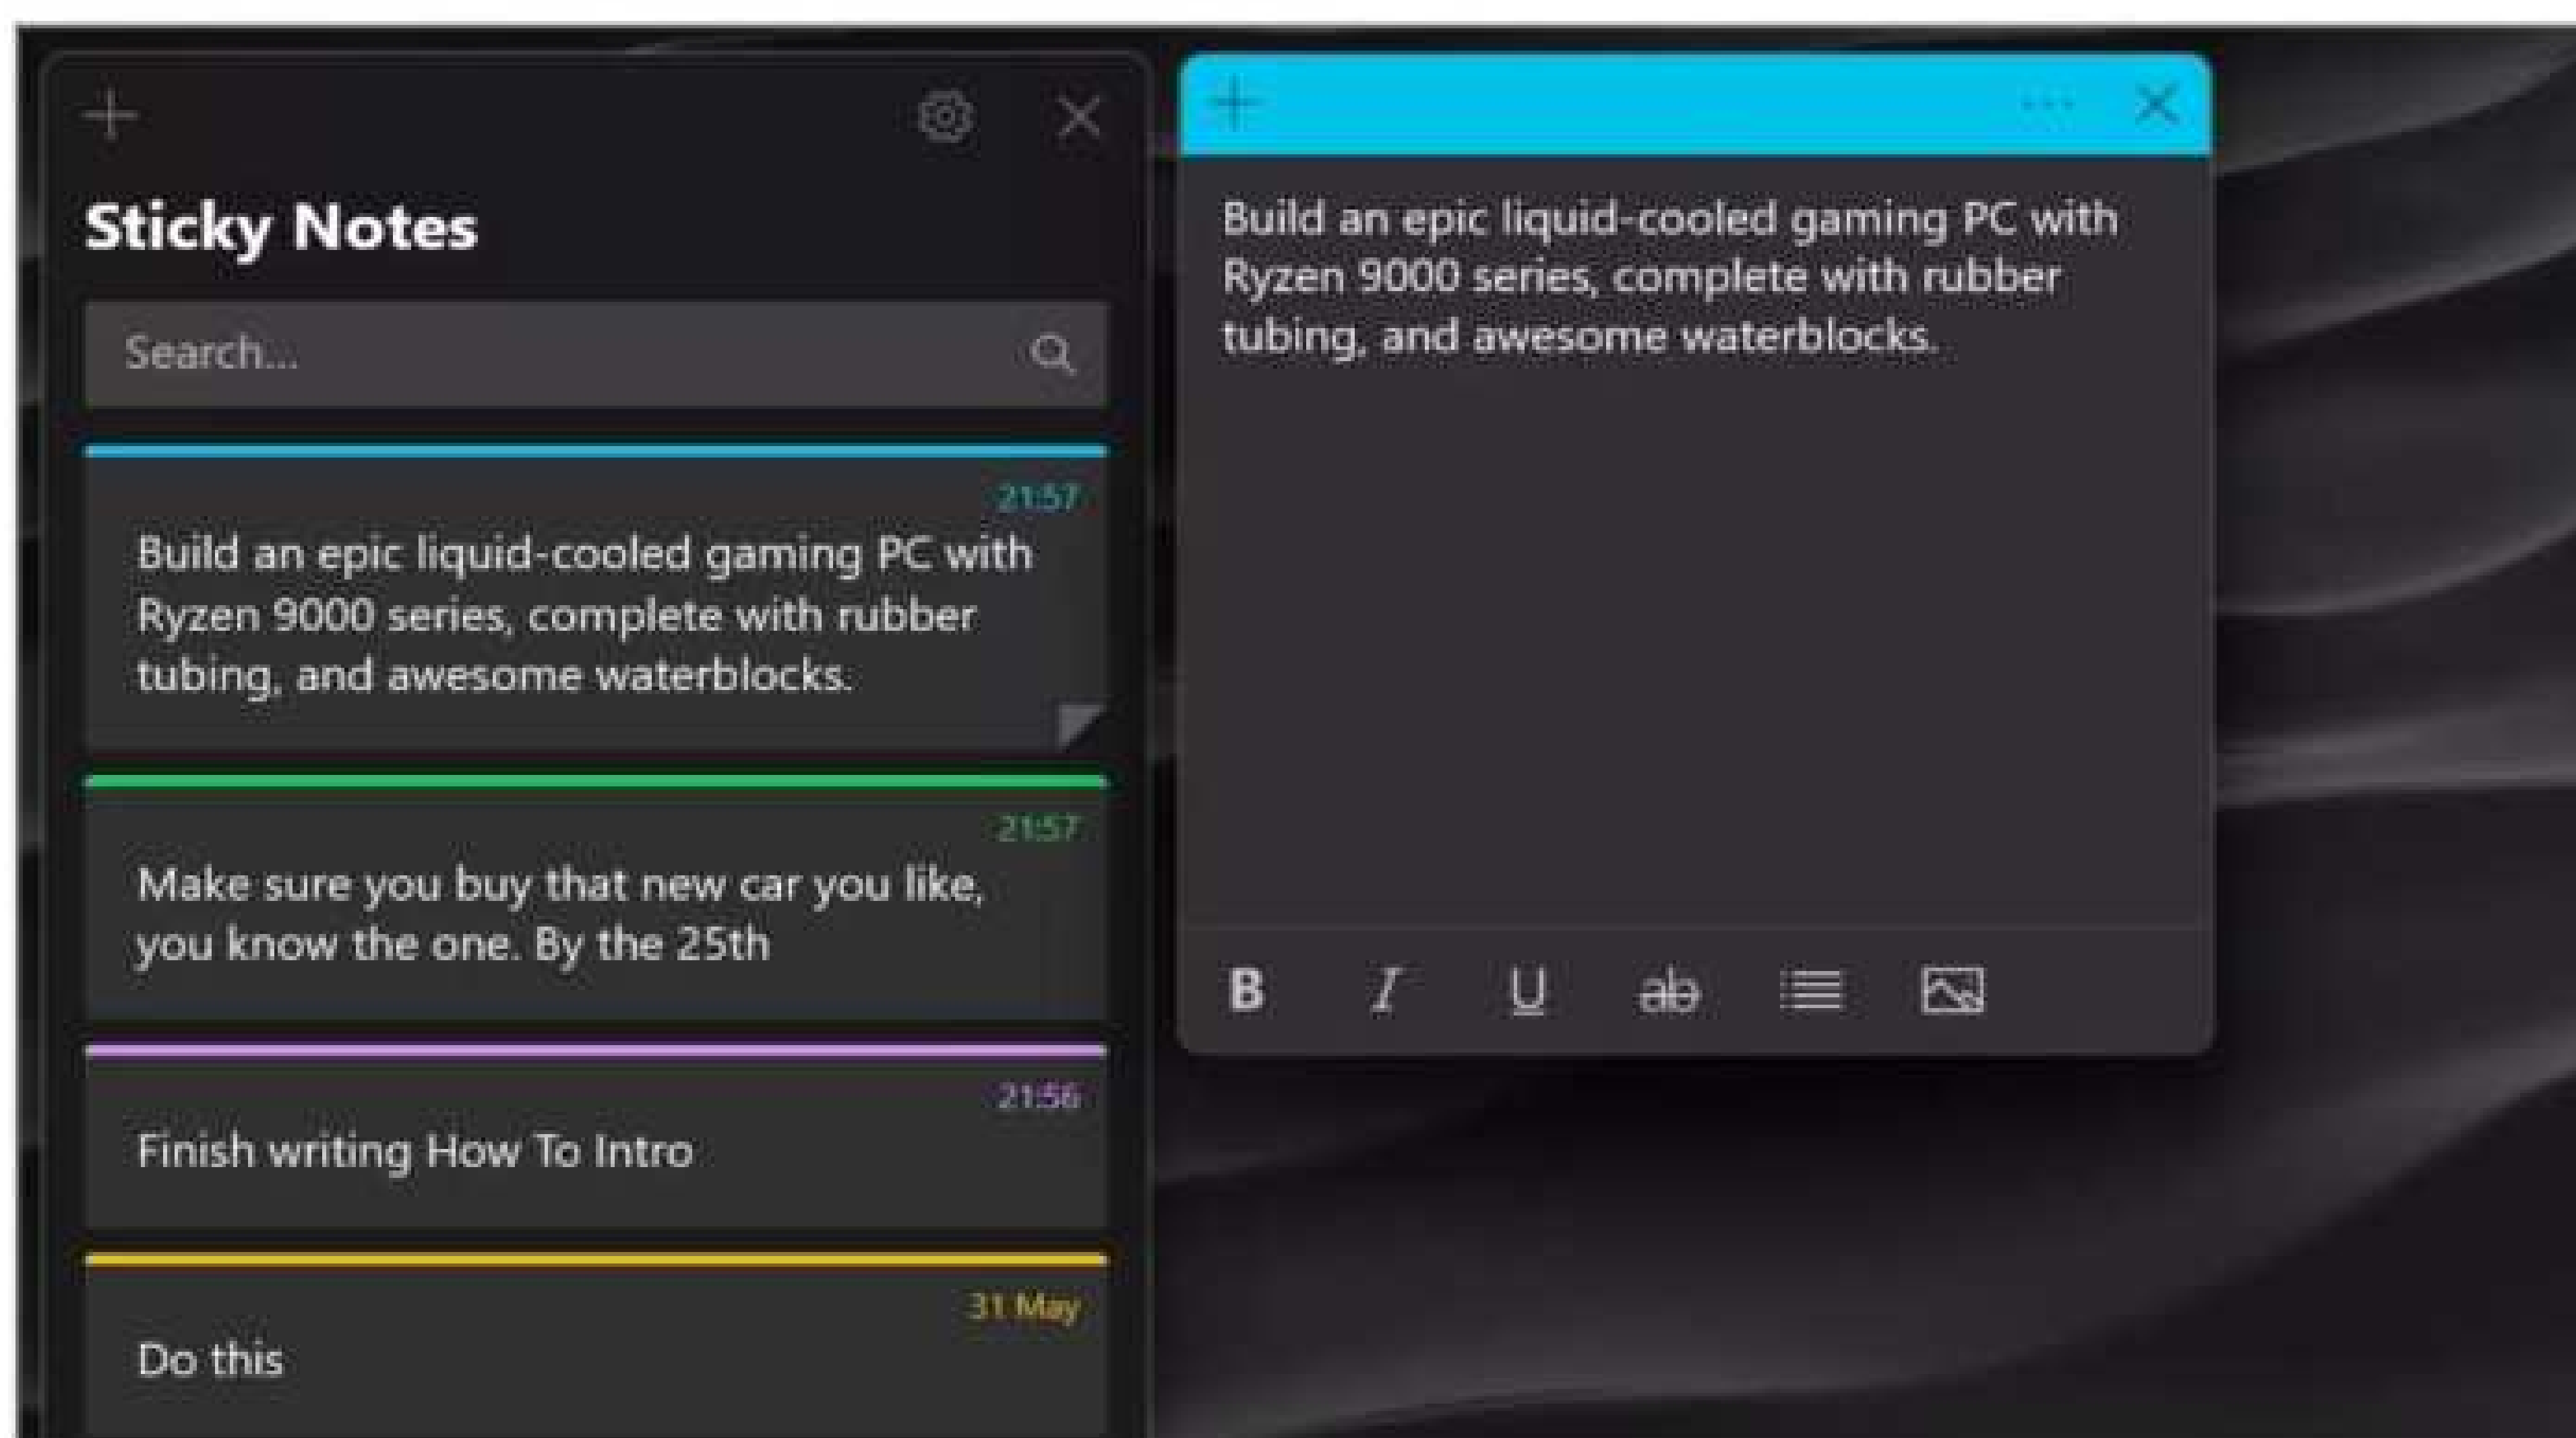 Sticky Notes
Search...
21:57
Build an epic liquid-cooled gaming PC with
Ryzen 9000 series, complete with rubber
tubing, and awesome waterblocks.
21:57
Make sure you buy that new car you like,
you know the one. By the 25th
21:56
Finish writing How To Intro
31 May
Do this
Build an epic liquid-cooled gaming PC with
Ryzen 9000 series, complete with rubber
tubing, and awesome waterblocks.
B I U ab